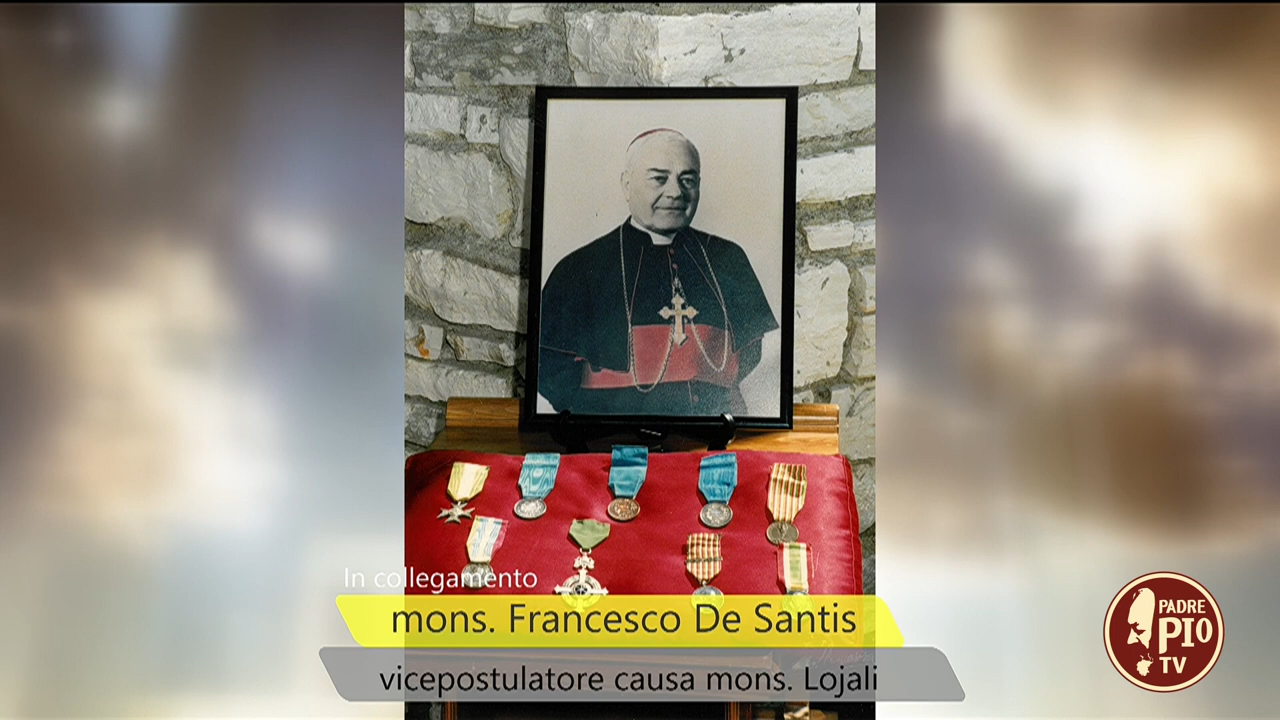 In collegamento
mons. Francesco De Santis
vicepostulatore causa mons. Lojali
PADRE
PIO
TV